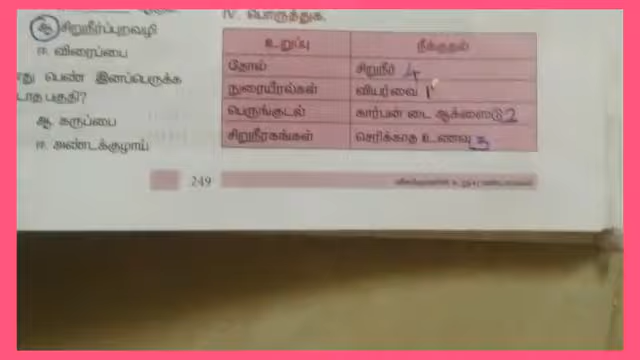 ஆ சிறுநீர்ப்புறவழி
ஈ. விரைப்பை
து பெண் இனப்பெருக்க
டாத பகுதி?
ஆ. கருப்பை
ஈ. அண்டக்குழாய்
IV. பொருத்துக.
உறுப்பு நீக்குதல்
தோல் சிறுநீர் 4
நுரையீரல்கள் வியர்வை 1
பெருங்குடல் கார்பன் டை ஆக்ஸைடு 2
சிறுநீரகங்கள் செரிக்காத உணவு 3
249